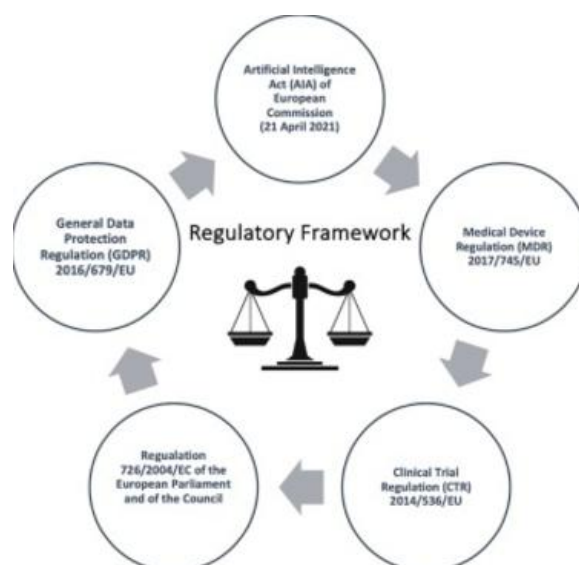 Artificial Intelligence
Act (AIA) of
European
Commission
(21 April 2021)
General Data
Protection
Regulation (GDPR)
2016/679/EU
Regulatory Framework
Medical Device
Regulation (MDR)
2017/745/EU
Regualation
726/2004/EC of the
European Parliament
and of the Council
Clinical Trial
Regulation (CTR)
2014/536/EU